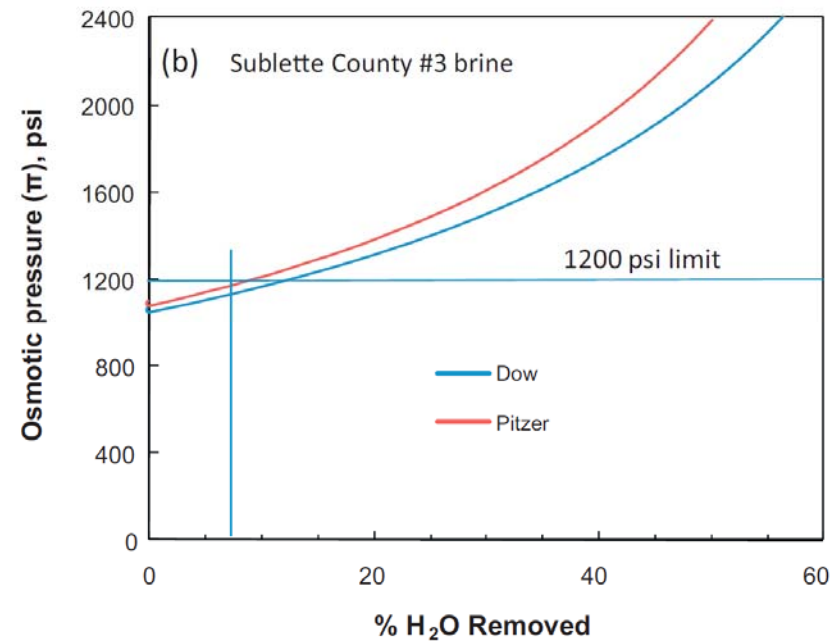 2400
(b) Sublette County #3 brine
2000
1600
1200 psi limit
1200
800
Dow
Pitzer
400
0
0 20 40 60
Osmotic pressure (π), psi
% H₂O Removed